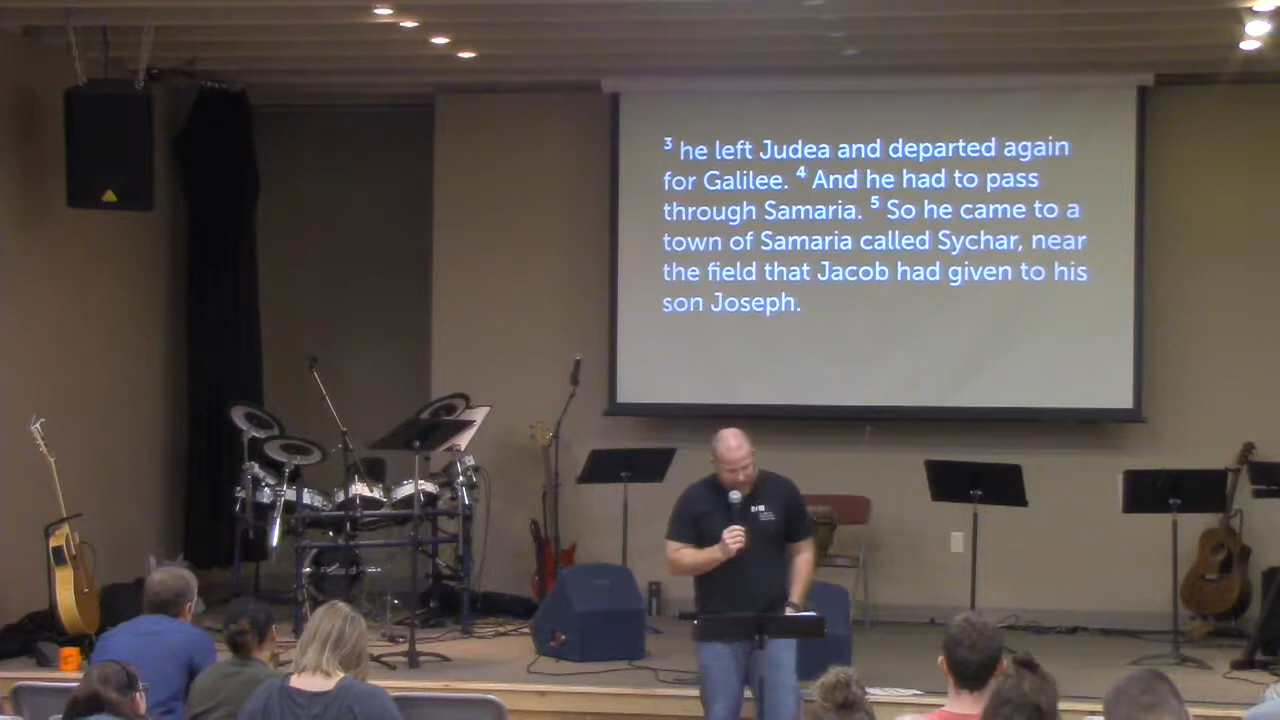 ³ he left Judea and departed again
for Galilee. ⁴ And he had to pass
through Samaria. ⁵ So he came to a
town of Samaria called Sychar, near
the field that Jacob had given to his
son Joseph.